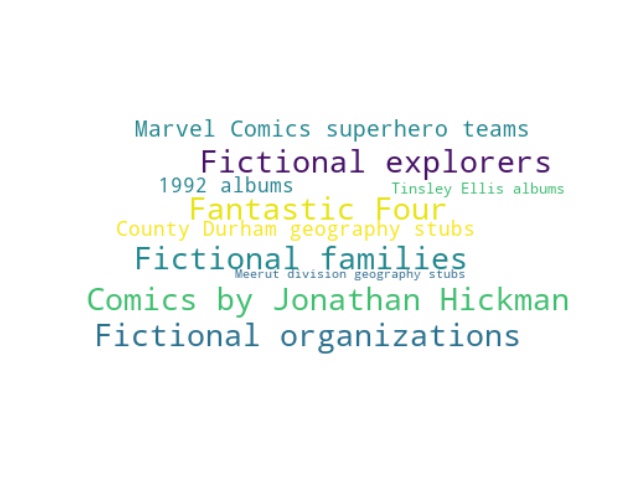 Marvel Comics superhero teams
Fictional explorers
1992 albums
Tinsley Ellis albums
Fantastic Four
County Durham geography stubs
Fictional families
Meerut division geography stubs
Comics by Jonathan Hickman
Fictional organizations